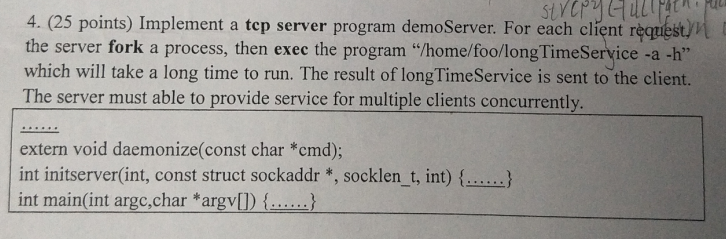 4. (25 points) Implement a tcp server program demoServer. For each client request,
the server fork a process, then exec the program “/home/foo/longTimeService -a -h”
which will take a long time to run. The result of longTimeService is sent to the client.
The server must able to provide service for multiple clients concurrently.
......
extern void daemonize(const char *cmd);
int initserver(int, const struct sockaddr *, socklen_t, int) {......}
int main(int argc,char *argv[]) {......}